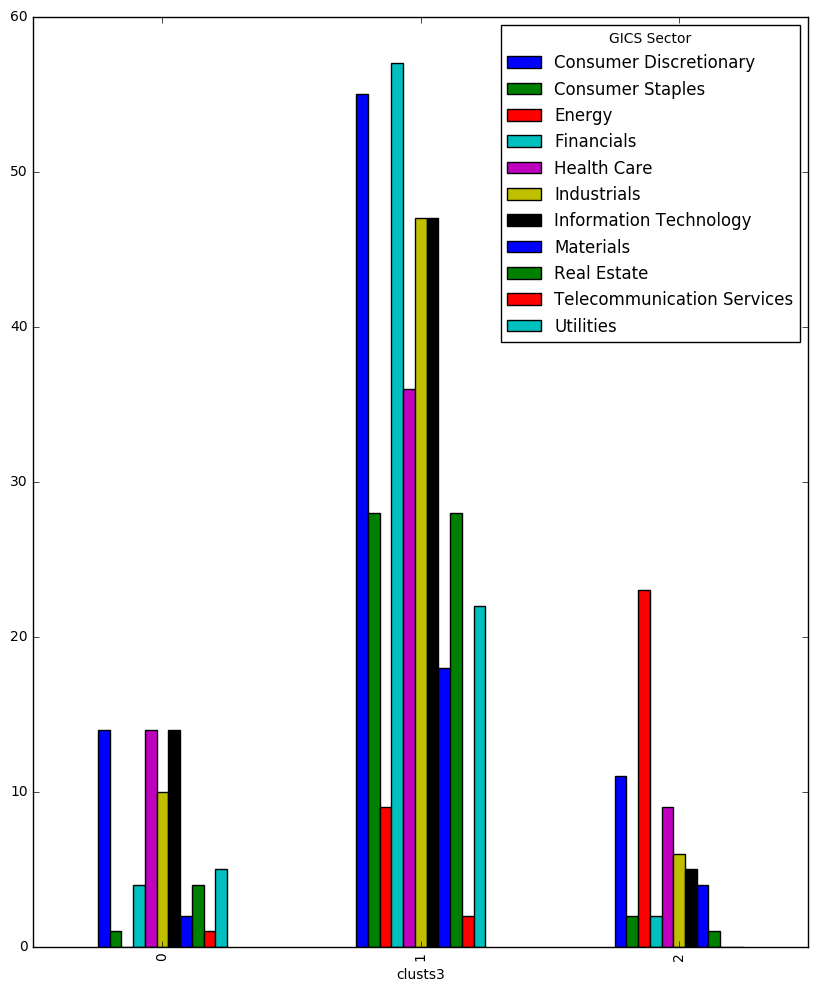 60
50
40
30
20
10
0
GICS Sector
Consumer Discretionary
Consumer Staples
Energy
Financials
Health Care
Industrials
Information Technology
Materials
Real Estate
Telecommunication Services
Utilities
0
1
2
clusts3